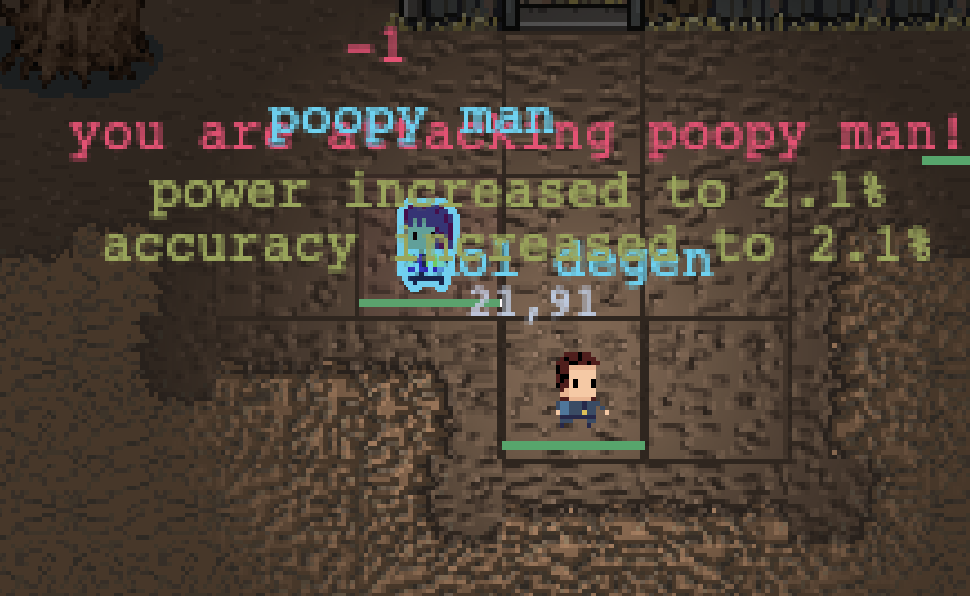 -1
poopy man
you are attacking poopy man!
power increased to 2.1%
accuracy increased to 2.1%
degen
21,91